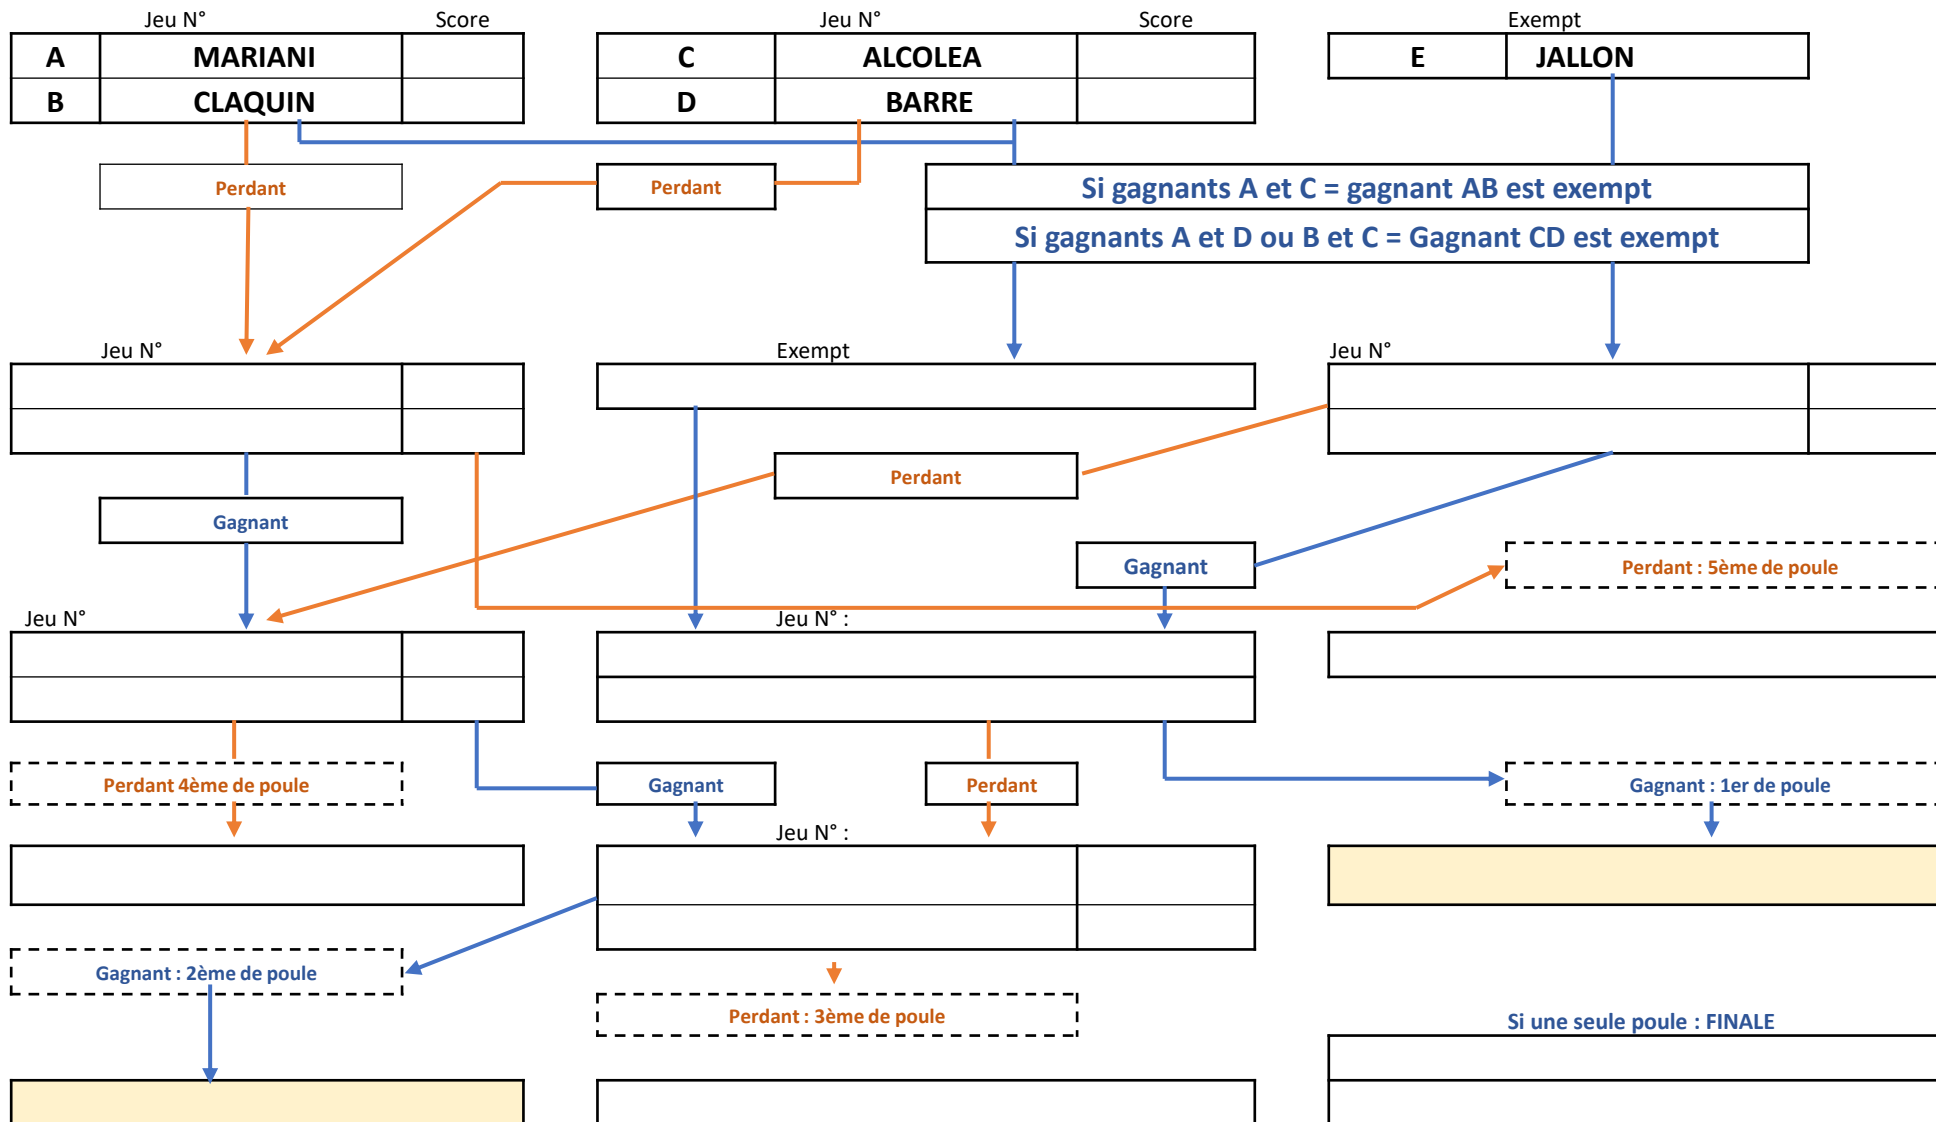 Jeu N° Score Jeu N° Score Exempt
A MARIANI C ALCOLEA E JALLON
B CLAQUIN D BARRE
Perdant Perdant Si gagnants A et C = gagnant AB est exempt
Si gagnants A et D ou B et C = Gagnant CD est exempt
Jeu N° Exempt Jeu N°
Perdant
Gagnant
Gagnant Perdant : 5ème de poule
Jeu N° Jeu N° :
Perdant 4ème de poule Gagnant Perdant Gagnant : 1er de poule
Jeu N° :
Gagnant : 2ème de poule
Perdant : 3ème de poule
Si une seule poule : FINALE